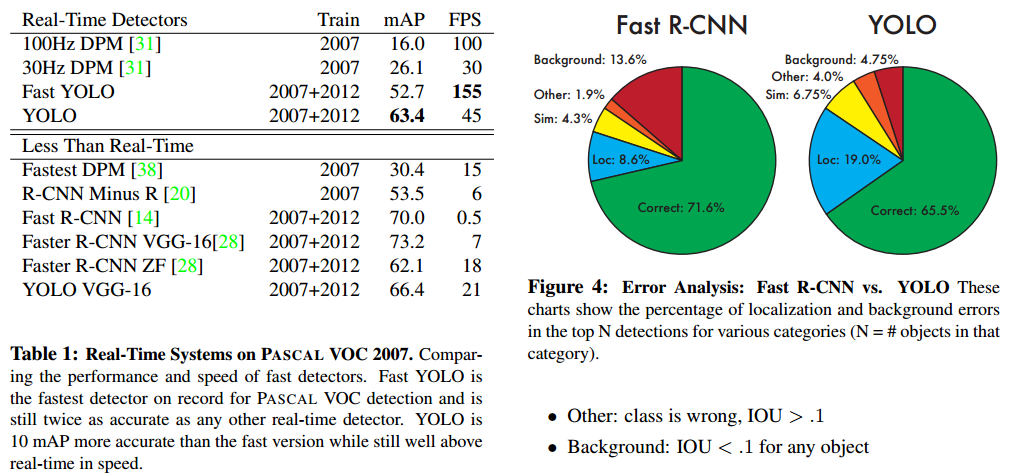 Real-Time Detectors Train mAP FPS
100Hz DPM [31] 2007 16.0 100
30Hz DPM [31] 2007 26.1 30
Fast YOLO 2007+2012 52.7 155
YOLO 2007+2012 63.4 45
Less Than Real-Time
Fastest DPM [38] 2007 30.4 15
R-CNN Minus R [20] 2007 53.5 6
Fast R-CNN [14] 2007+2012 70.0 0.5
Faster R-CNN VGG-16[28] 2007+2012 73.2 7
Faster R-CNN ZF [28] 2007+2012 62.1 18
YOLO VGG-16 2007+2012 66.4 21
Table 1: Real-Time Systems on PASCAL VOC 2007. Compar-
ing the performance and speed of fast detectors. Fast YOLO is
the fastest detector on record for PASCAL VOC detection and is
still twice as accurate as any other real-time detector. YOLO is
10 mAP more accurate than the fast version while still well above
real-time in speed.
Fast R-CNN
Background: 13.6%
Other: 1.9%
Sim: 4.3%
Loc: 8.6%
Correct: 71.6%
YOLO
Background: 4.75%
Other: 4.0%
Sim: 6.75%
Loc: 19.0%
Correct: 65.5%
Figure 4: Error Analysis: Fast R-CNN vs. YOLO These
charts show the percentage of localization and background errors
in the top N detections for various categories (N = # objects in that
category).
• Other: class is wrong, IOU > .1
• Background: IOU < .1 for any object